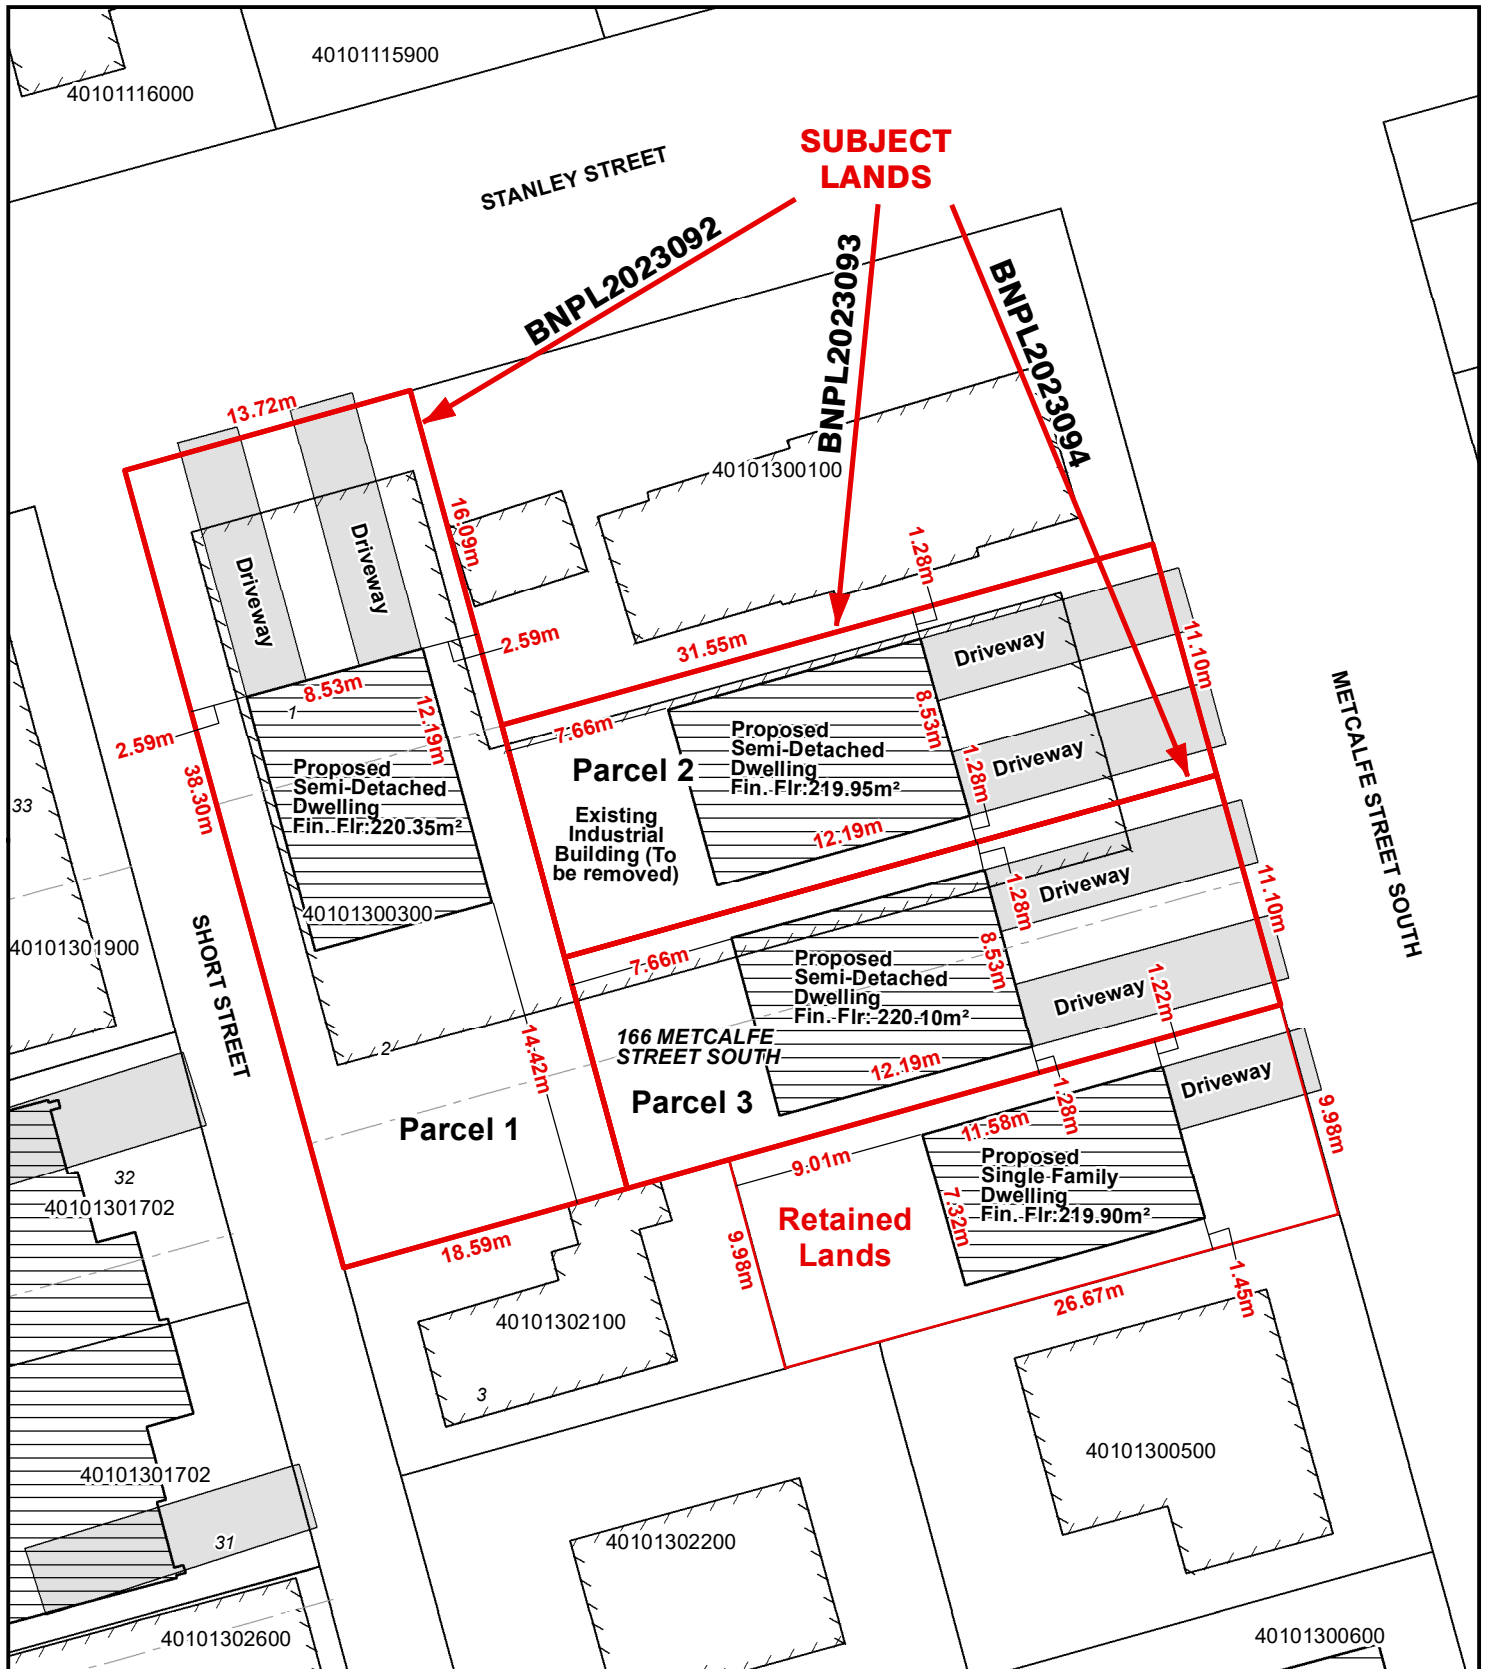 40101115900
40101116000
SUBJECT
LANDS
STANLEY STREET
BNPL2023092
BNPL2023093
BNPL2023094
13.72m
40101300100
16.09m
1.28m
Driveway
Driveway
2.59m
31.55m
Driveway
11.10m
8.53m
1
12.19m
7.66m
8.53m
Proposed
Semi-Detached
Dwelling
Fin. Flr:219.95m²
Driveway
1.28m
METCALFE STREET SOUTH
2.59m
38.30m
Proposed
Semi-Detached
Dwelling
Fin. Flr:220.35m²
Parcel 2
Existing
Industrial
Building (To
be removed)
12.19m
33
40101300300
Driveway
1.28m
11.10m
40101301900
SHORT STREET
7.66m
8.53m
Proposed
Semi-Detached
Dwelling
Fin. Flr: 220.10m²
Driveway
1.22m
2
14.42m
166 METCALFE
STREET SOUTH
12.19m
Parcel 3
Parcel 1
1.28m
Driveway
9.98m
11.58m
9.01m
Proposed
Single Family
Dwelling
Fin. Flr:219.90m²
7.32m
32
40101301702
Retained
Lands
9.98m
18.59m
1.45m
26.67m
40101302100
3
40101300500
40101301702
31
40101302200
40101302600
40101300600